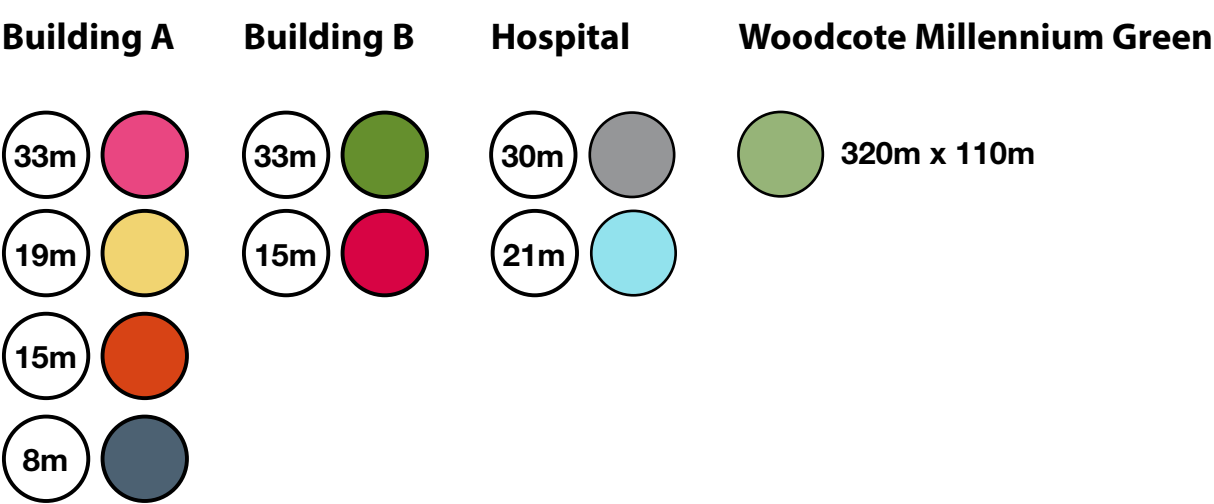 Building A
33m
19m
15m
8m
Building B
33m
15m
Hospital
30m
21m
Woodcote Millennium Green
320m x 110m